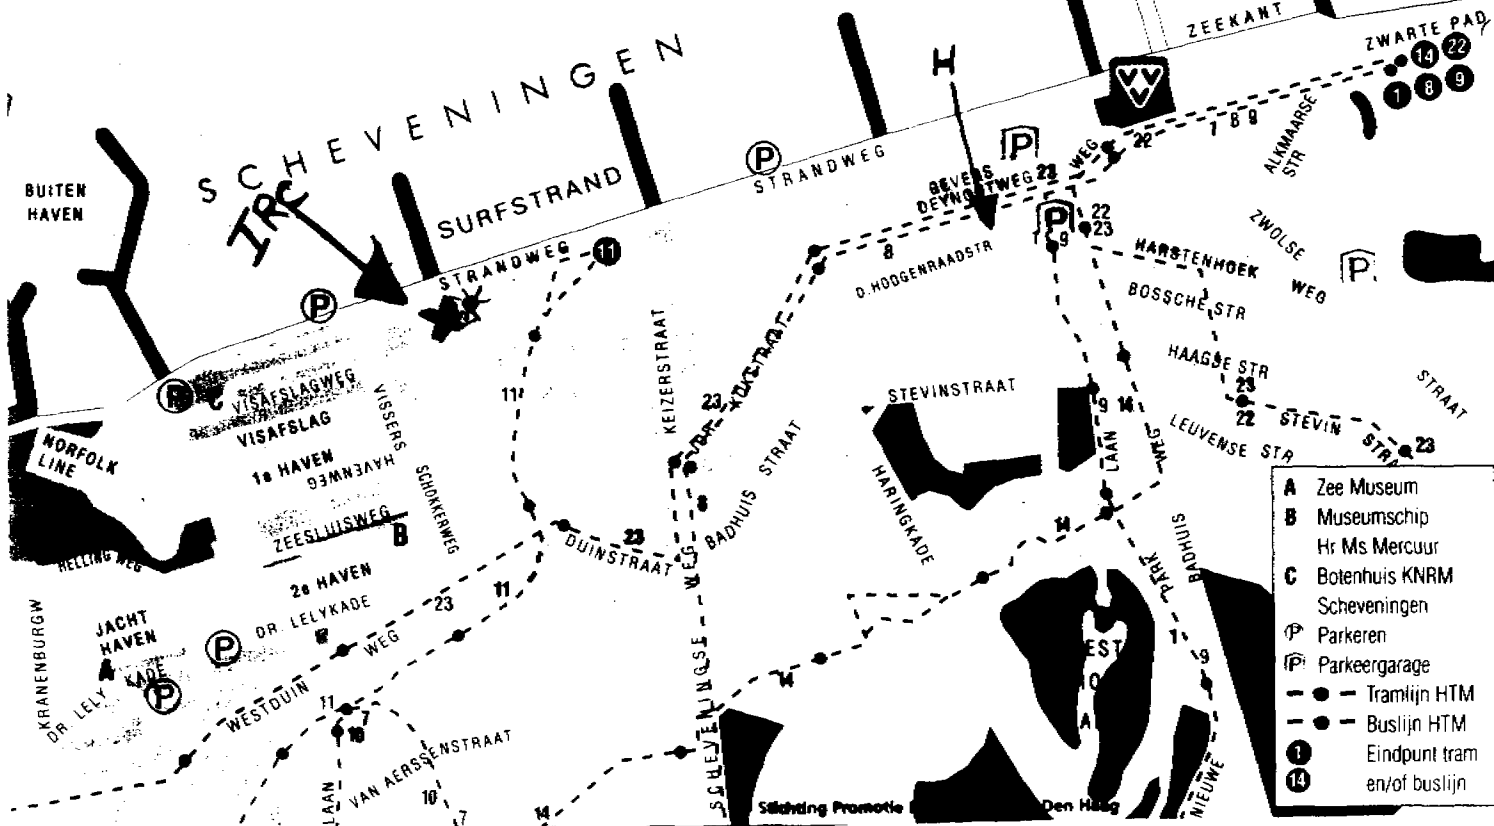 ZEEKANT
ZWARTE PAD
14 22
1 8 9
H
SCHEVENINGEN
BUITEN
HAVEN
IRC
SURFSTRAND
STRANDWEG
P
STRANDWEG
P
BEVERS
DEYNOOTWEG
23
WEG
22
1 8 9
ALKMAARSE
STR
11
8
P
22
23
1 9
D. HOOGENRAADSTR
ZWOLSE
WEG
P
HARSTENHOEK
BOSSCHE STR
HAAGSE STR
P
P
C
VISAFSLAGWEG
VISAFSLAG
VISSERS
HAVENWEG
1e HAVEN
11
KEIZERSTRAAT
23
DR. KUKSTRAAT
STEVINSTRAAT
9 14
LAAN
WEG
23
22
STEVIN
STRA
23
STRAAT
LEUVENSE STR
NORFOLK
LINE
HELLINGWEG
ZEESLUISWEG
B
SCHOKKERWEG
2e HAVEN
DR. LELYKADE
23
DUINSTRAAT
8
BADHUIS STRAAT
HARINGKADE
14
PARK
BADHUIS
KRANENBURGW
JACHT
HAVEN
A
DR. LELY KADE
P
P
23
11
WESTDUIN WEG
11
7
10
LAAN
VAN AERSSENSTRAAT
10
7
14
SCHEVENINGSE - WEG
14
1
9
NIEUWE
A Zee Museum
B Museumschip
Hr Ms Mercuur
C Botenhuis KNRM
Scheveningen
P Parkeren
P Parkeergarage
Tramlijn HTM
Buslijn HTM
1 Eindpunt tram
14 en/of buslijn
Stichting Promotie
Den Haag